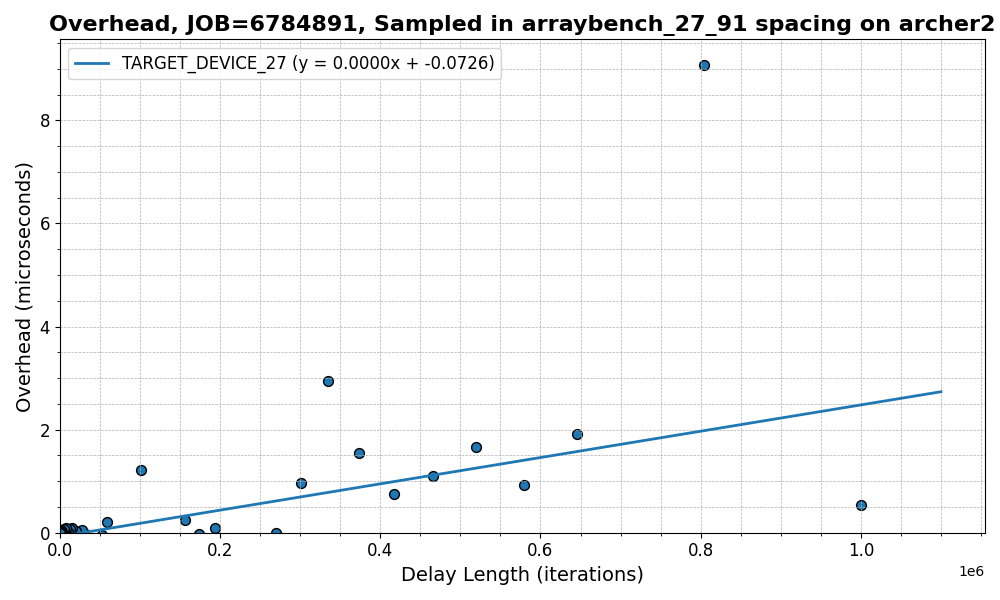 Overhead, JOB=6784891, Sampled in arraybench_27_91 spacing on archer2
TARGET_DEVICE_27 (y = 0.0000x + -0.0726)
Overhead (microseconds)
8
6
4
2
0
0.0 0.2 0.4 0.6 0.8 1.0
1e6
Delay Length (iterations)